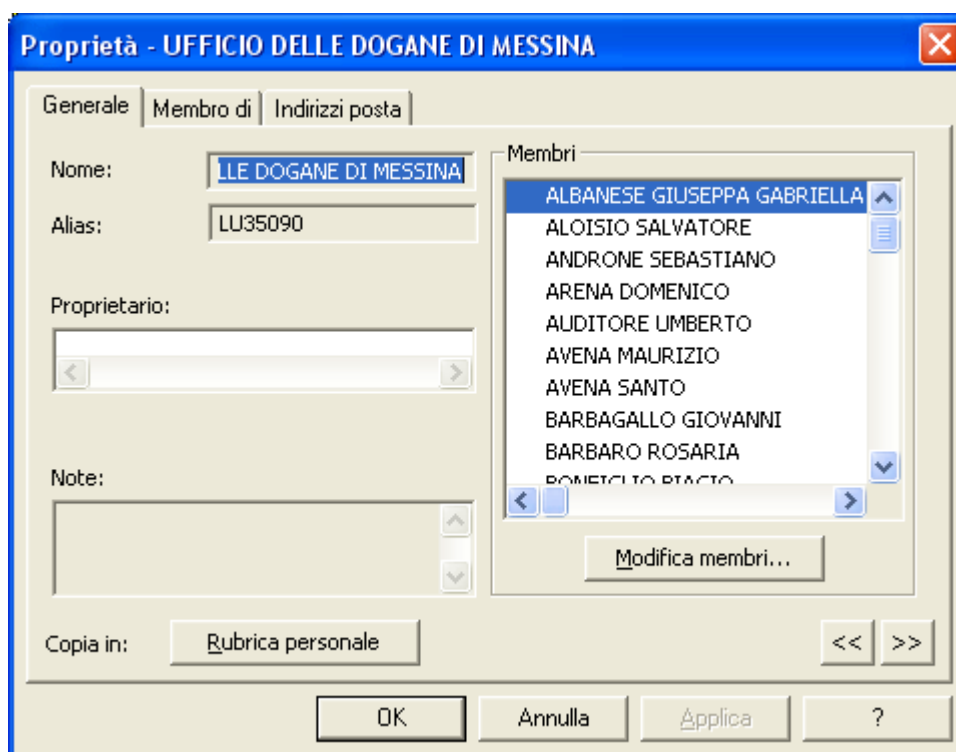 Proprietà - UFFICIO DELLE DOGANE DI MESSINA
Generale Membro di Indirizzi posta
Nome: LLE DOGANE DI MESSINA
Alias: LU35090
Proprietario:
Note:
Membri
ALBANESE GIUSEPPA GABRIELLA
ALOISIO SALVATORE
ANDRONE SEBASTIANO
ARENA DOMENICO
AUDITORE UMBERTO
AVENA MAURIZIO
AVENA SANTO
BARBAGALLO GIOVANNI
BARBARO ROSARIA
BONFIGLIO BIAGIO
Modifica membri...
Copia in: Rubrica personale << >>
OK Annulla Applica ?